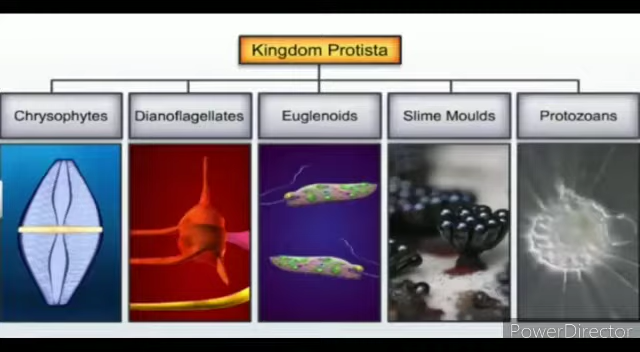 Kingdom Protista
Chrysophytes
Dianoflagellates
Euglenoids
Slime Moulds
Protozoans
PowerDirector